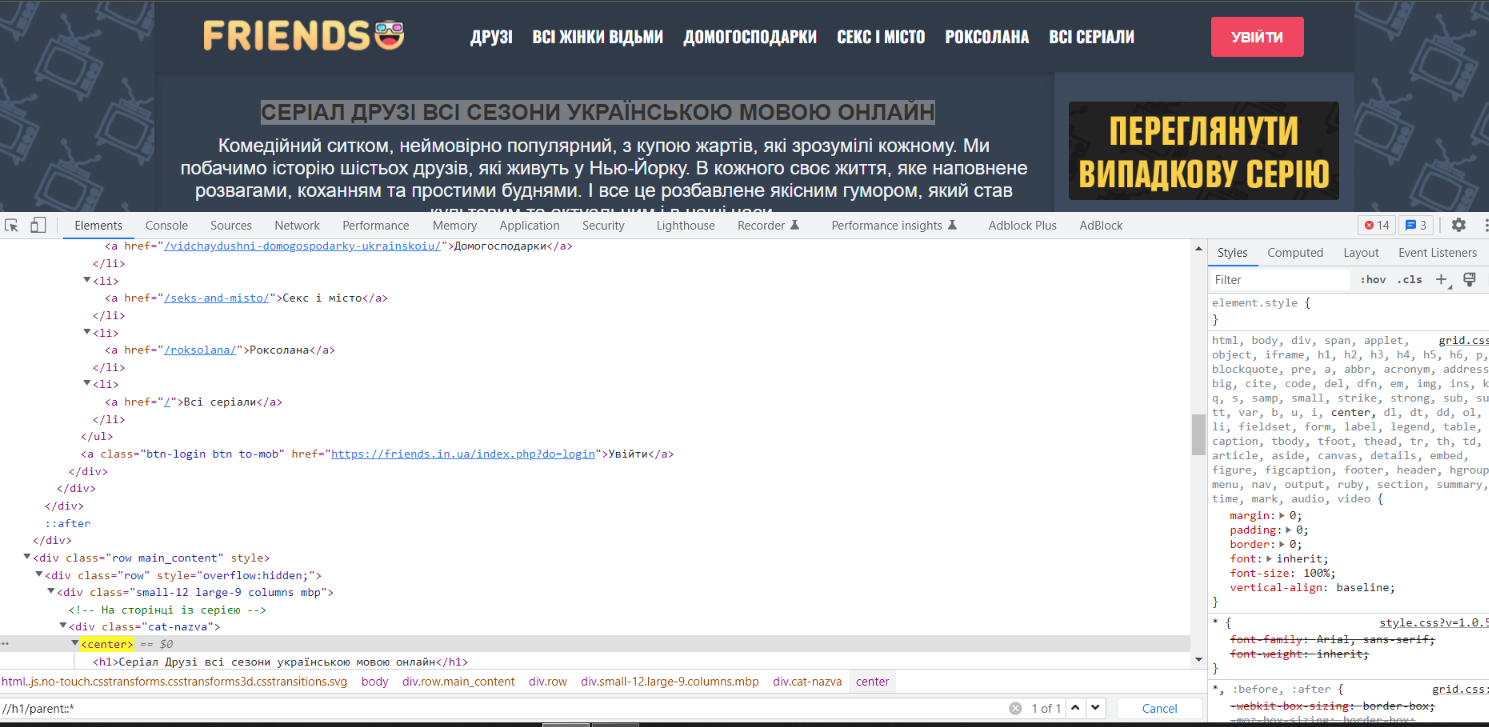 FRIENDS
ДРУЗІ ВСІ ЖІНКИ ВІДЬМИ ДОМОГОСПОДАРКИ СЕКС І МІСТО РОКСОЛАНА ВСІ СЕРІАЛИ УВІЙТИ
СЕРІАЛ ДРУЗІ ВСІ СЕЗОНИ УКРАЇНСЬКОЮ МОВОЮ ОНЛАЙН
Комедійний ситком, неймовірно популярний, з купою жартів, які зрозумілі кожному. Ми
побачимо історію шістьох друзів, які живуть у Нью-Йорку. В кожного своє життя, яке наповнене
розвагами, коханням та простими буднями. І все це розбавлене якісним гумором, який став
культовим та актуальним і в наші часи.
ПЕРЕГЛЯНУТИ
ВИПАДКОВУ СЕРІЮ
Elements Console Sources Network Performance Memory Application Security Lighthouse Recorder Performance insights Adblock Plus AdBlock 14 3
<a href="/vidchaydushni-domogospodarky-ukrainskoiu/">Домогосподарки</a>
</li>
<li>
<a href="/seks-and-misto/">Секс і місто</a>
</li>
<li>
<a href="/roksolana/">Роксолана</a>
</li>
<li>
<a href="/">Всі серіали</a>
</li>
</ul>
<a class="btn-login btn to-mob" href="https://friends.in.ua/index.php?do=login">Увійти</a>
</div>
</div>
</div>
::after
</div>
<div class="row main_content" style>
<div class="row" style="overflow:hidden;">
<div class="small-12 large-9 columns mbp">
<!-- На сторінці із серією -->
<div class="cat-nazva">
<center> == $0
<h1>Серіал Друзі всі сезони українською мовою онлайн</h1>
html.js.no-touch.csstransforms.csstransforms3d.csstransitions.svg body div.row.main_content div.row div.small-12.large-9.columns.mbp div.cat-nazva center
//h1/parent::* 1 of 1 Cancel
Styles Computed Layout Event Listeners
Filter :hov .cls
element.style {
}
html, body, div, span, applet, grid.css
object, iframe, h1, h2, h3, h4, h5, h6, p,
blockquote, pre, a, abbr, acronym, address
big, cite, code, del, dfn, em, img, ins, k
q, s, samp, small, strike, strong, sub, su
tt, var, b, u, i, center, dl, dt, dd, ol,
li, fieldset, form, label, legend, table,
caption, tbody, tfoot, thead, tr, th, td,
article, aside, canvas, details, embed,
figure, figcaption, footer, header, hgroup
menu, nav, output, ruby, section, summary,
time, mark, audio, video {
margin: 0;
padding: 0;
border: 0;
font: inherit;
font-size: 100%;
vertical-align: baseline;
}
* { style.css?v=1.0.5
font-family: Arial, sans-serif;
font-weight: inherit;
}
*, :before, :after { grid.css:
-webkit-box-sizing: border-box;
-moz-box-sizing: border-box;